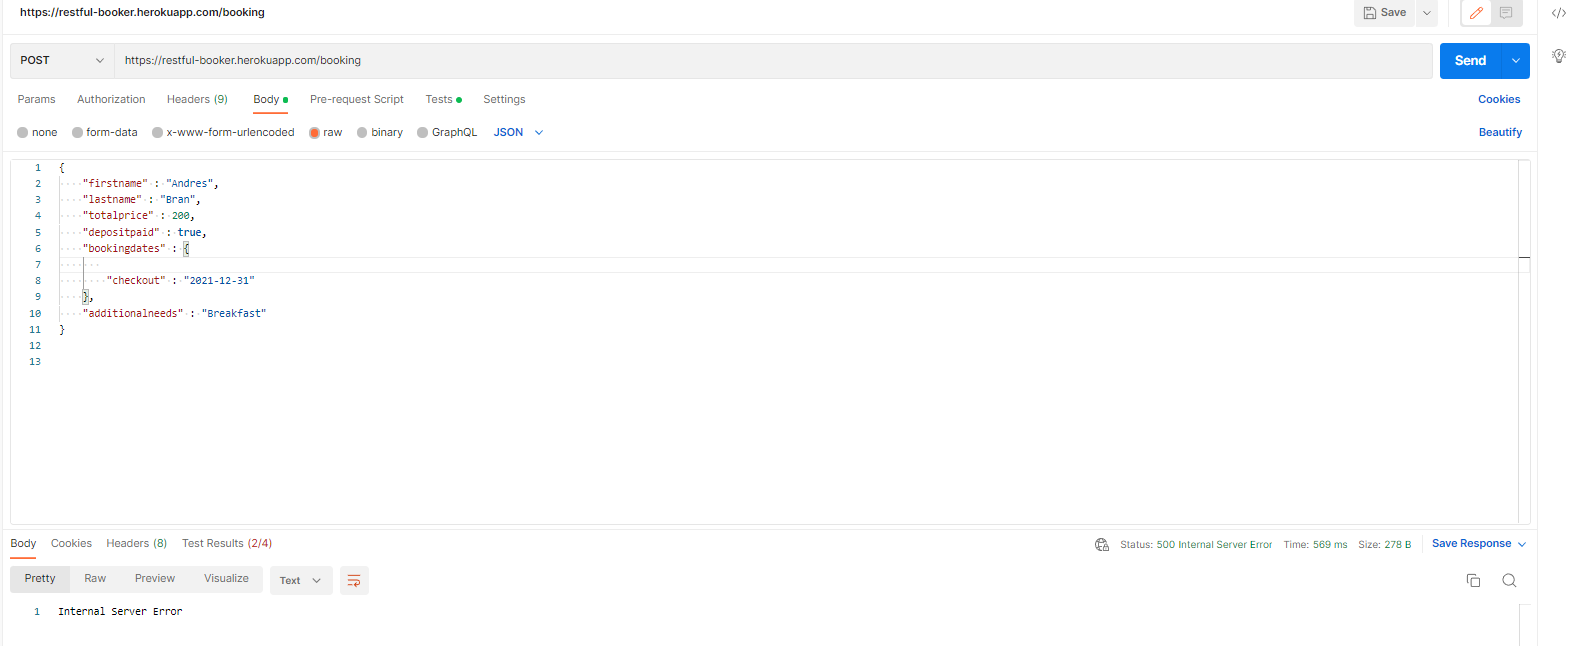 https://restful-booker.herokuapp.com/booking
Save
POST
https://restful-booker.herokuapp.com/booking
Send
Params Authorization Headers (9) Body Pre-request Script Tests Settings Cookies
none form-data x-www-form-urlencoded raw binary GraphQL JSON Beautify
1 {
2 "firstname" : "Andres",
3 "lastname" : "Bran",
4 "totalprice" : 200,
5 "depositpaid" : true,
6 "bookingdates" : {
7
8 "checkout" : "2021-12-31"
9 },
10 "additionalneeds" : "Breakfast"
11 }
12
13
Body Cookies Headers (8) Test Results (2/4) Status: 500 Internal Server Error Time: 569 ms Size: 278 B Save Response
Pretty Raw Preview Visualize Text
1 Internal Server Error